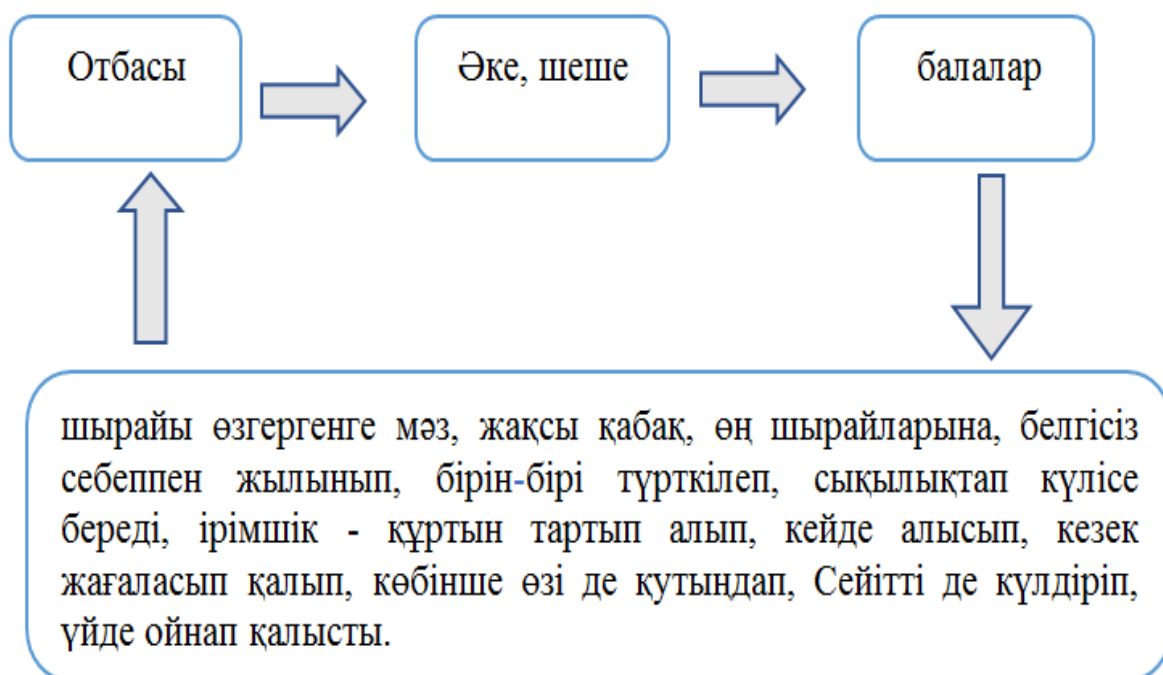 Отбасы
Әке, шеше
балалар
шырайы өзгергенге мәз, жақсы қабақ, өң шырайларына, белгісіз
себеппен жылынып, бірін-бірі түрткілеп, сықылықтап күлісе
береді, ірімшік - құртын тартып алып, кейде алысып, кезек
жағаласып қалып, көбінше өзі де құтыңдап, Сейітті де күлдіріп,
үйде ойнап қалысты.